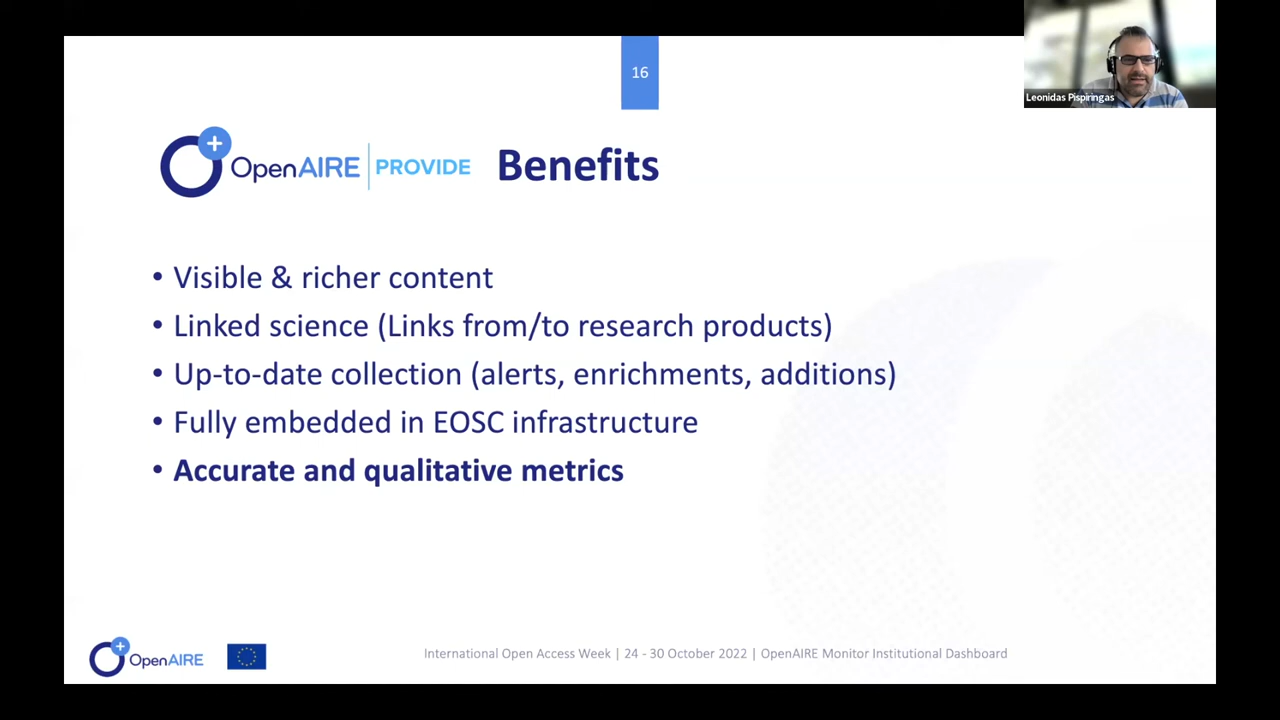 16
Leonidas Pispiringas
OpenAIRE | PROVIDE Benefits
• Visible & richer content
• Linked science (Links from/to research products)
• Up-to-date collection (alerts, enrichments, additions)
• Fully embedded in EOSC infrastructure
• Accurate and qualitative metrics
OpenAIRE
International Open Access Week | 24 - 30 October 2022 | OpenAIRE Monitor Institutional Dashboard